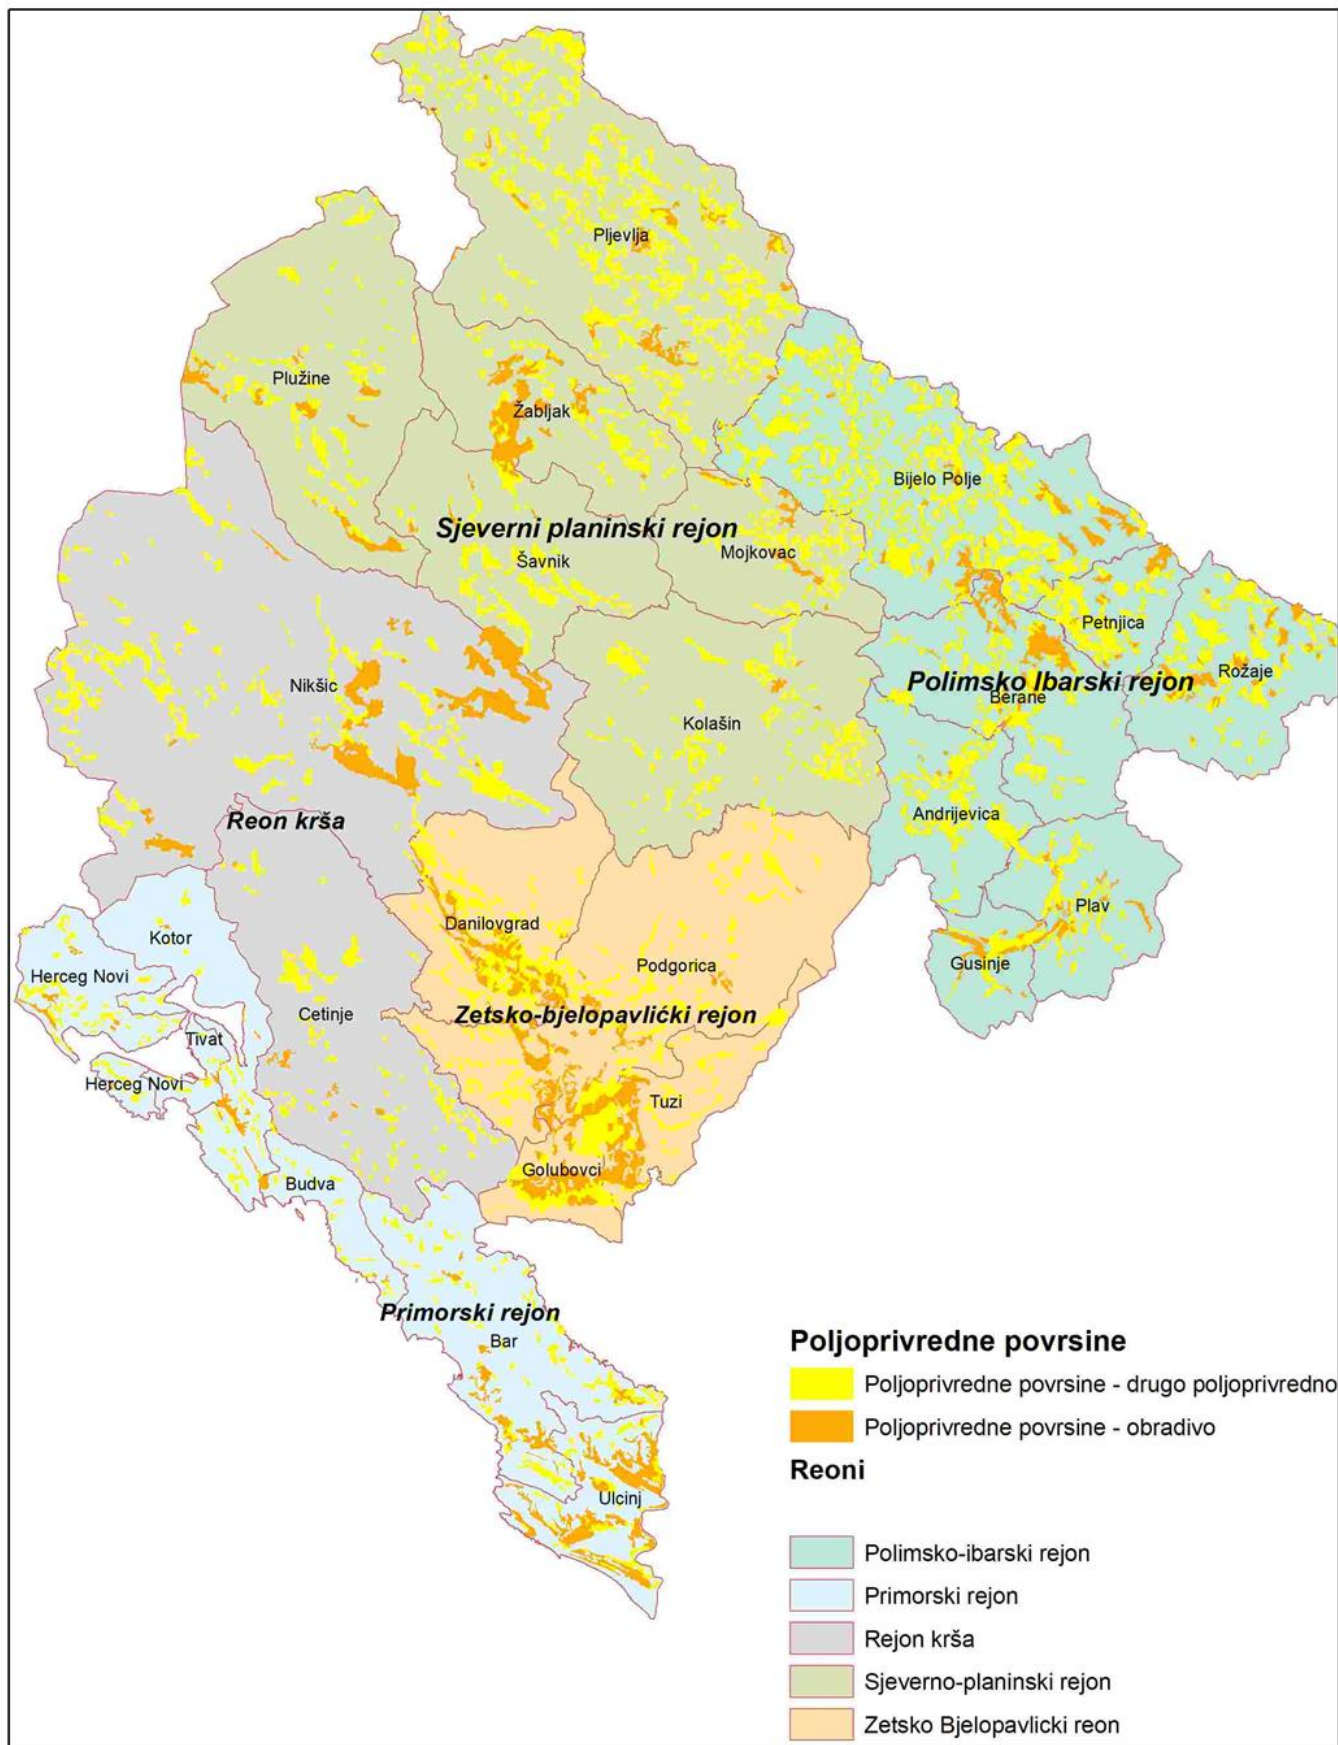 Pljevlja
Plužine
Žabljak
Bijelo Polje
Sjeverni planinski rejon
Šavnik
Mojkovac
Petnjica
Nikšic
Polimsko Ibarski rejon
Rožaje
Berane
Kolašin
Reon krša
Andrijevica
Plav
Danilovgrad
Kotor
Podgorica
Gusinje
Herceg Novi
Cetinje
Zetsko-bjelopavlićki rejon
Tivat
Herceg Novi
Tuzi
Golubovci
Budva
Primorski rejon
Bar
Ulcinj
Poljoprivredne povrsine
Poljoprivredne povrsine - drugo poljoprivredno
Poljoprivredne povrsine - obradivo
Reoni
Polimsko-ibarski rejon
Primorski rejon
Rejon krša
Sjeverno-planinski rejon
Zetsko Bjelopavlicki reon